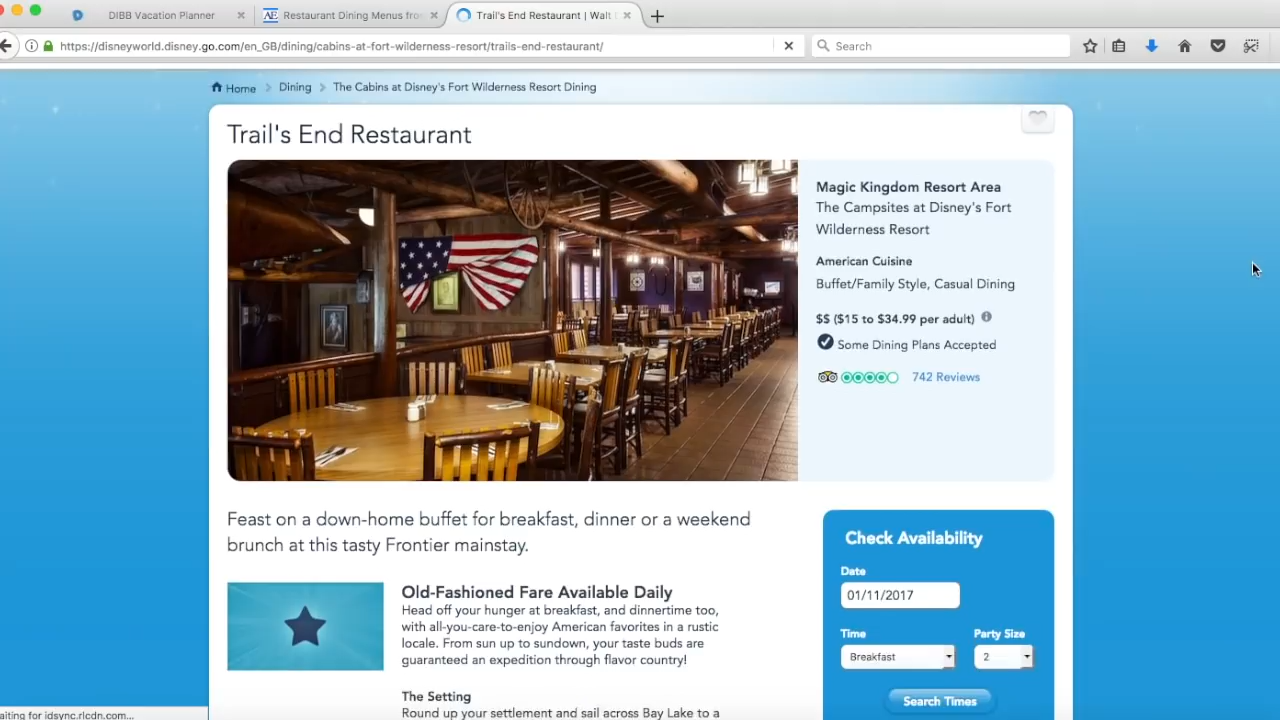 DIBB Vacation Planner
AE Restaurant Dining Menus fro
Trail's End Restaurant | Walt
https://disneyworld.disney.go.com/en_GB/dining/cabins-at-fort-wilderness-resort/trails-end-restaurant/
Search
Home
Dining
The Cabins at Disney's Fort Wilderness Resort Dining
Trail's End Restaurant
Magic Kingdom Resort Area
The Campsites at Disney's Fort
Wilderness Resort
American Cuisine
Buffet/Family Style, Casual Dining
$$ ($15 to $34.99 per adult)
Some Dining Plans Accepted
742 Reviews
Feast on a down-home buffet for breakfast, dinner or a weekend
brunch at this tasty Frontier mainstay.
Old-Fashioned Fare Available Daily
Head off your hunger at breakfast, and dinnertime too,
with all-you-care-to-enjoy American favorites in a rustic
locale. From sun up to sundown, your taste buds are
guaranteed an expedition through flavor country!
The Setting
Round up your settlement and sail across Bay Lake to a
Check Availability
Date
01/11/2017
Time
Party Size
Breakfast
2
Search Times
aiting for idsync.rlcdn.com...